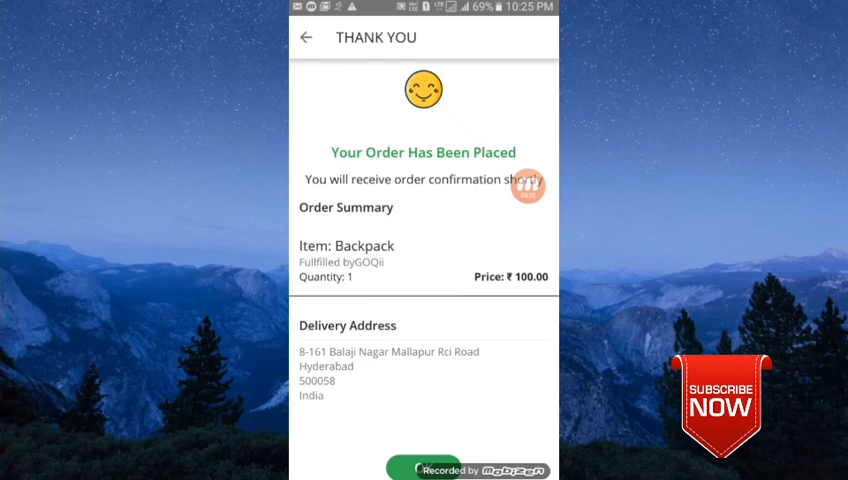 69% 10:25 PM
THANK YOU
Your Order Has Been Placed
You will receive order confirmation shortly
Order Summary
Item: Backpack
Fullfilled byGOQii
Quantity: 1 Price: ₹ 100.00
Delivery Address
8-161 Balaji Nagar Mallapur Rci Road
Hyderabad
500058
India
SUBSCRIBE
NOW
Recorded by mobizen